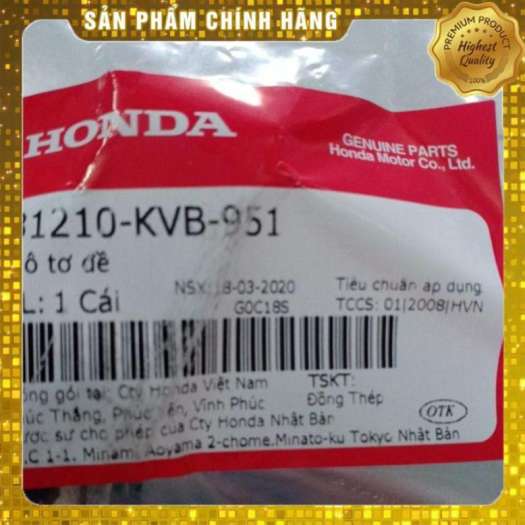 SẢN PHẨM CHÍNH HÃNG
PREMIUM PRODUCT
Highest
Quality
100%
HONDA
GENUINE PARTS
Honda Motor Co., Ltd.
31210-KVB-951
ô tơ đề
L: 1 Cái
NSX: 18-03-2020
G0C18S
Tiêu chuẩn áp dụng
TCCS: 01|2008|HVN
óng gói tại: Cty Honda Việt Nam
úc Thắng, Phúc Yên, Vĩnh Phúc
ược sự cho phép của Cty Honda Nhật Bản
.C 1-1, Minami Aoyama 2-chome.Minato-ku Tokyo Nhật Bản
TSKT:
Đồng Thép
OTK